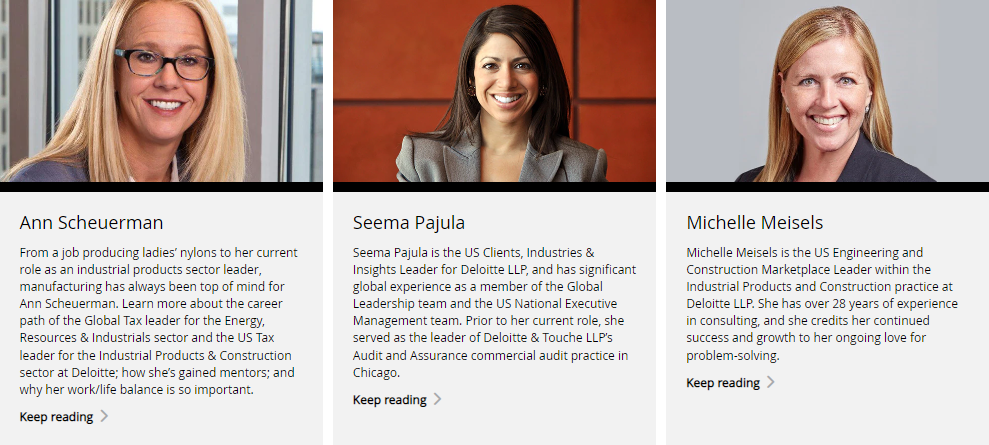 Ann Scheuerman
From a job producing ladies’ nylons to her current
role as an industrial products sector leader,
manufacturing has always been top of mind for
Ann Scheuerman. Learn more about the career
path of the Global Tax leader for the Energy,
Resources & Industrials sector and the US Tax
leader for the Industrial Products & Construction
sector at Deloitte; how she’s gained mentors; and
why her work/life balance is so important.
Keep reading
Seema Pajula
Seema Pajula is the US Clients, Industries &
Insights Leader for Deloitte LLP, and has significant
global experience as a member of the Global
Leadership team and the US National Executive
Management team. Prior to her current role, she
served as the leader of Deloitte & Touche LLP’s
Audit and Assurance commercial audit practice in
Chicago.
Keep reading
Michelle Meisels
Michelle Meisels is the US Engineering and
Construction Marketplace Leader within the
Industrial Products and Construction practice at
Deloitte LLP. She has over 28 years of experience
in consulting, and she credits her continued
success and growth to her ongoing love for
problem-solving.
Keep reading